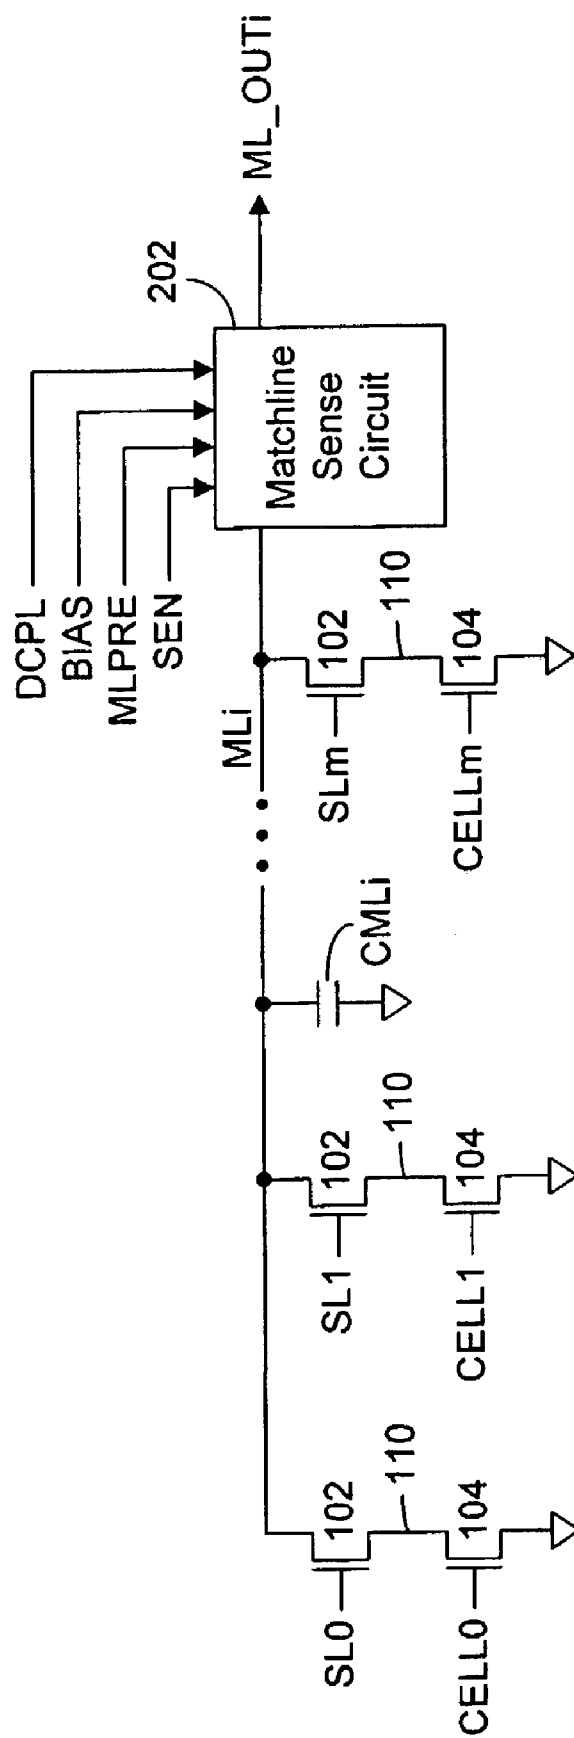 DCPL
BIAS
MLPRE
SEN
202
Matchline
Sense
Circuit
ML_OUTi
MLi
CMLi
SL0
102
110
CELL0
104
SL1
102
110
CELL1
104
SLm
102
110
CELLm
104